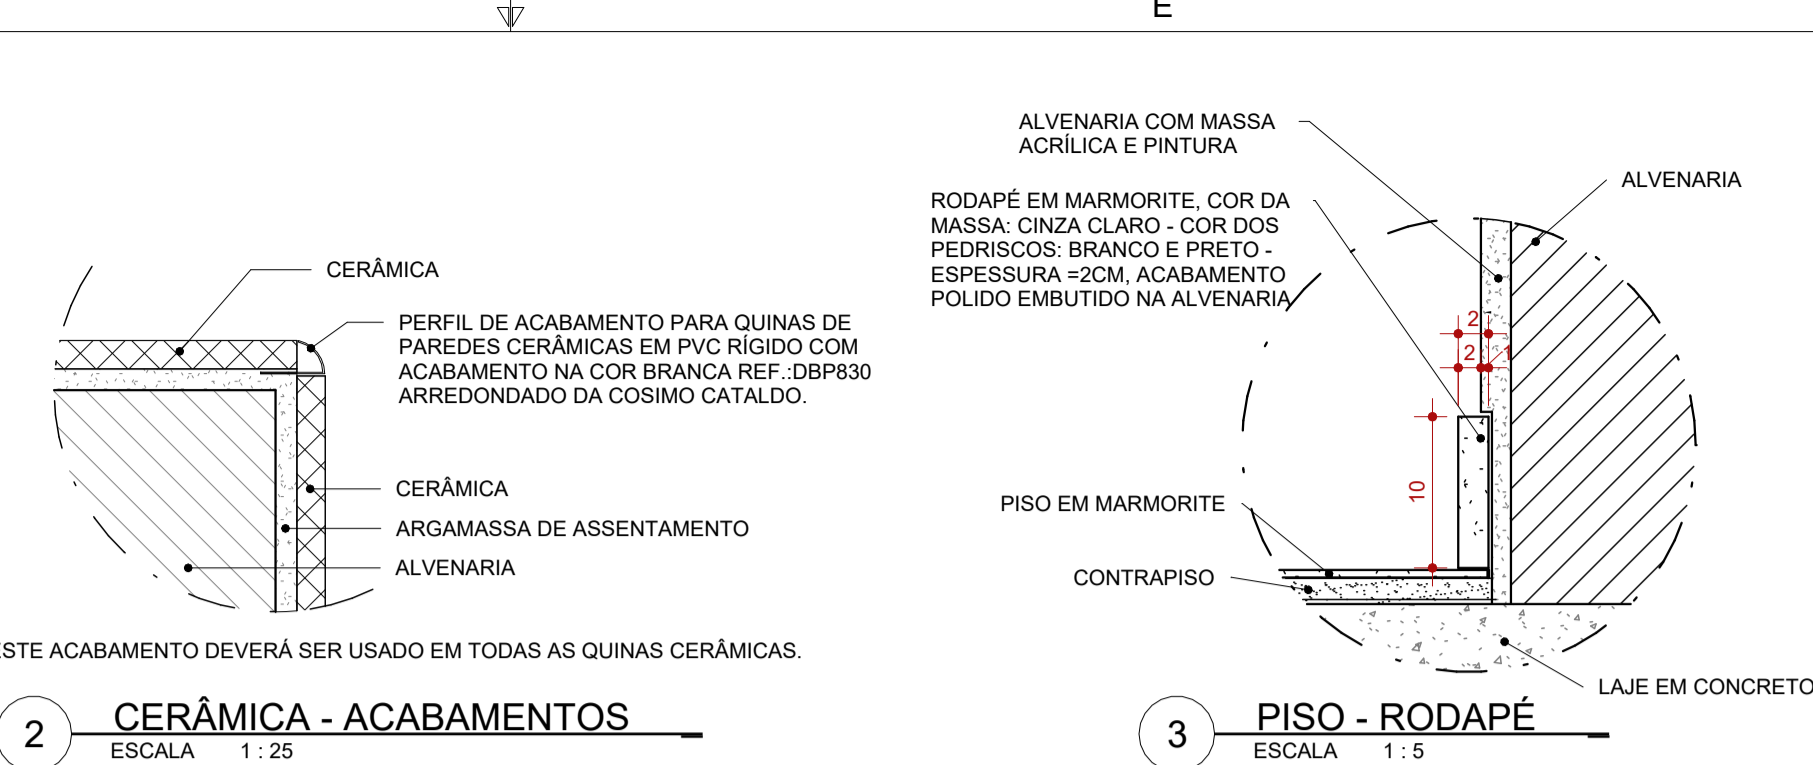 E
CERÂMICA
PERFIL DE ACABAMENTO PARA QUINAS DE
PAREDES CERÂMICAS EM PVC RÍGIDO COM
ACABAMENTO NA COR BRANCA REF.:DBP830
ARREDONDADO DA COSIMO CATALDO.
CERÂMICA
ARGAMASSA DE ASSENTAMENTO
ALVENARIA
STE ACABAMENTO DEVERÁ SER USADO EM TODAS AS QUINAS CERÂMICAS.
2
CERÂMICA - ACABAMENTOS
ESCALA 1 : 25
ALVENARIA COM MASSA
ACRÍLICA E PINTURA
ALVENARIA
RODAPÉ EM MARMORITE, COR DA
MASSA: CINZA CLARO - COR DOS
PEDRISCOS: BRANCO E PRETO -
ESPESSURA =2CM, ACABAMENTO
POLIDO EMBUTIDO NA ALVENARIA
2
2 1
10
PISO EM MARMORITE
CONTRAPISO
LAJE EM CONCRETO
3
PISO - RODAPÉ
ESCALA 1 : 5